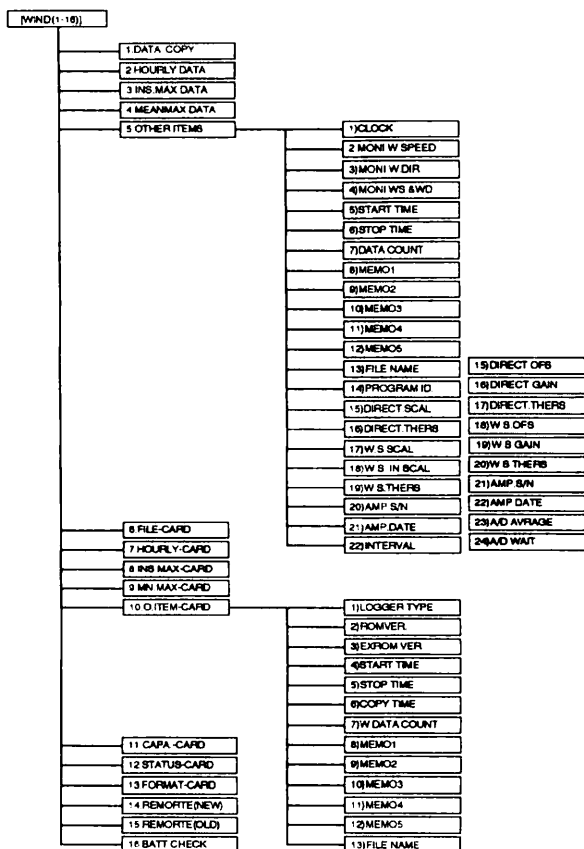 [WIND(1-16)]
1.DATA COPY
2 HOURLY DATA
3 INS.MAX DATA
4 MEANMAX DATA
5 OTHER ITEMS
1)CLOCK
2 MONI W SPEED
3)MONI W.DIR
4)MONI WS &WD
5)START TIME
6)STOP TIME
7)DATA COUNT
8)MEMO1
9)MEMO2
10)MEMO3
11)MEMO4
12)MEMO5
13)FILE NAME
14)PROGRAM ID
15)DIRECT SCAL
16)DIRECT.THERS
17)W.S SCAL
18)W S IN SCAL
19)W S.THERS
20)AMP S/N
21)AMP.DATE
22)INTERVAL
15)DIRECT OFS
16)DIRECT GAIN
17)DIRECT.THERS
18)W S.OFS
19)W S GAIN
20)W S THERS
21)AMP.S/N
22)AMP DATE
23)A/D AVRAGE
24)A/D WAIT
6 FILE-CARD
7 HOURLY-CARD
8 INS MAX-CARD
9 MN MAX-CARD
10 O.ITEM-CARD
1)LOGGER TYPE
2)ROMVER.
3)EXROM VER
4)START TIME
5)STOP TIME
6)COPY TIME
7)W DATA COUNT
8)MEMO1
9)MEMO2
10)MEMO3
11)MEMO4
12)MEMO5
13)FILE NAME
11 CAPA -CARD
12 STATUS-CARD
13 FORMAT-CARD
14 REMORTE(NEW)
15 REMORTE(OLD)
16 BATT CHECK